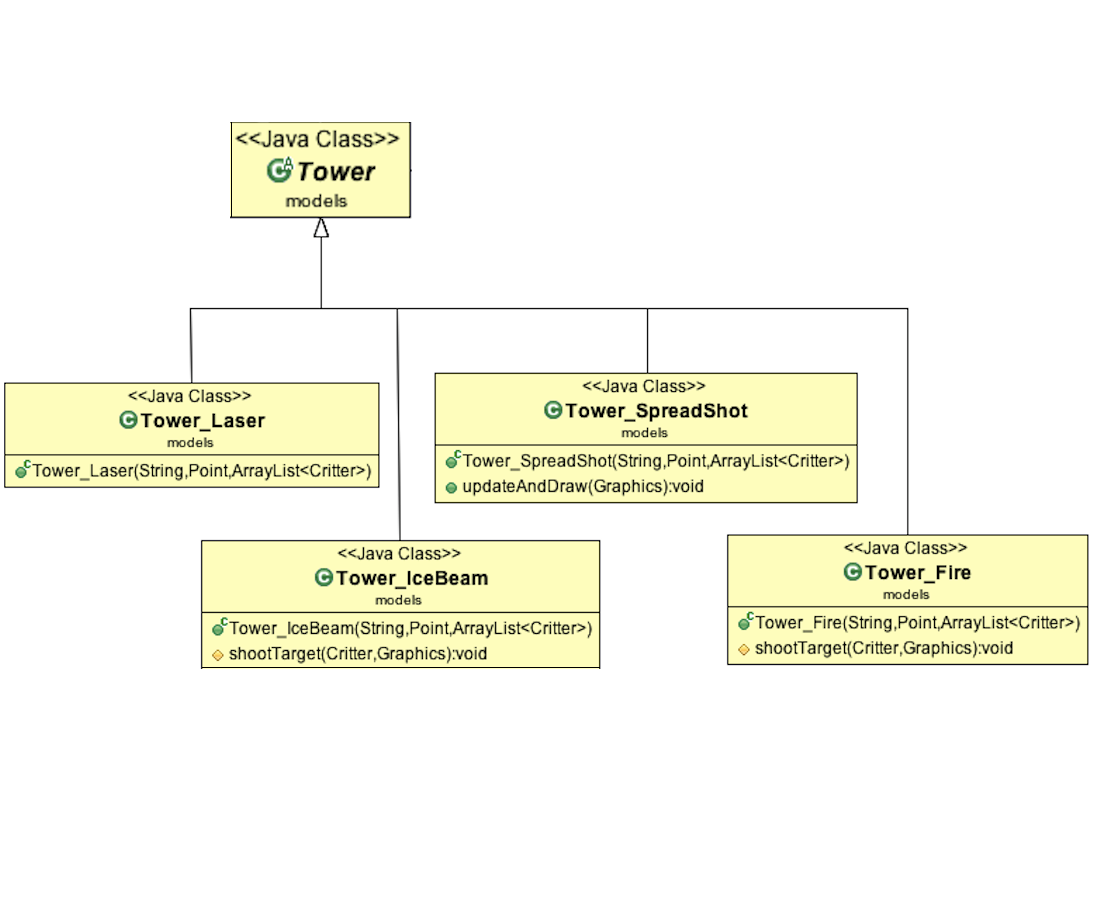 <<Java Class>>
Tower
models
<<Java Class>>
Tower_Laser
models
Tower_Laser(String,Point,ArrayList<Critter>)
<<Java Class>>
Tower_SpreadShot
models
Tower_SpreadShot(String,Point,ArrayList<Critter>)
updateAndDraw(Graphics):void
<<Java Class>>
Tower_IceBeam
models
Tower_IceBeam(String,Point,ArrayList<Critter>)
shootTarget(Critter,Graphics):void
<<Java Class>>
Tower_Fire
models
Tower_Fire(String,Point,ArrayList<Critter>)
shootTarget(Critter,Graphics):void